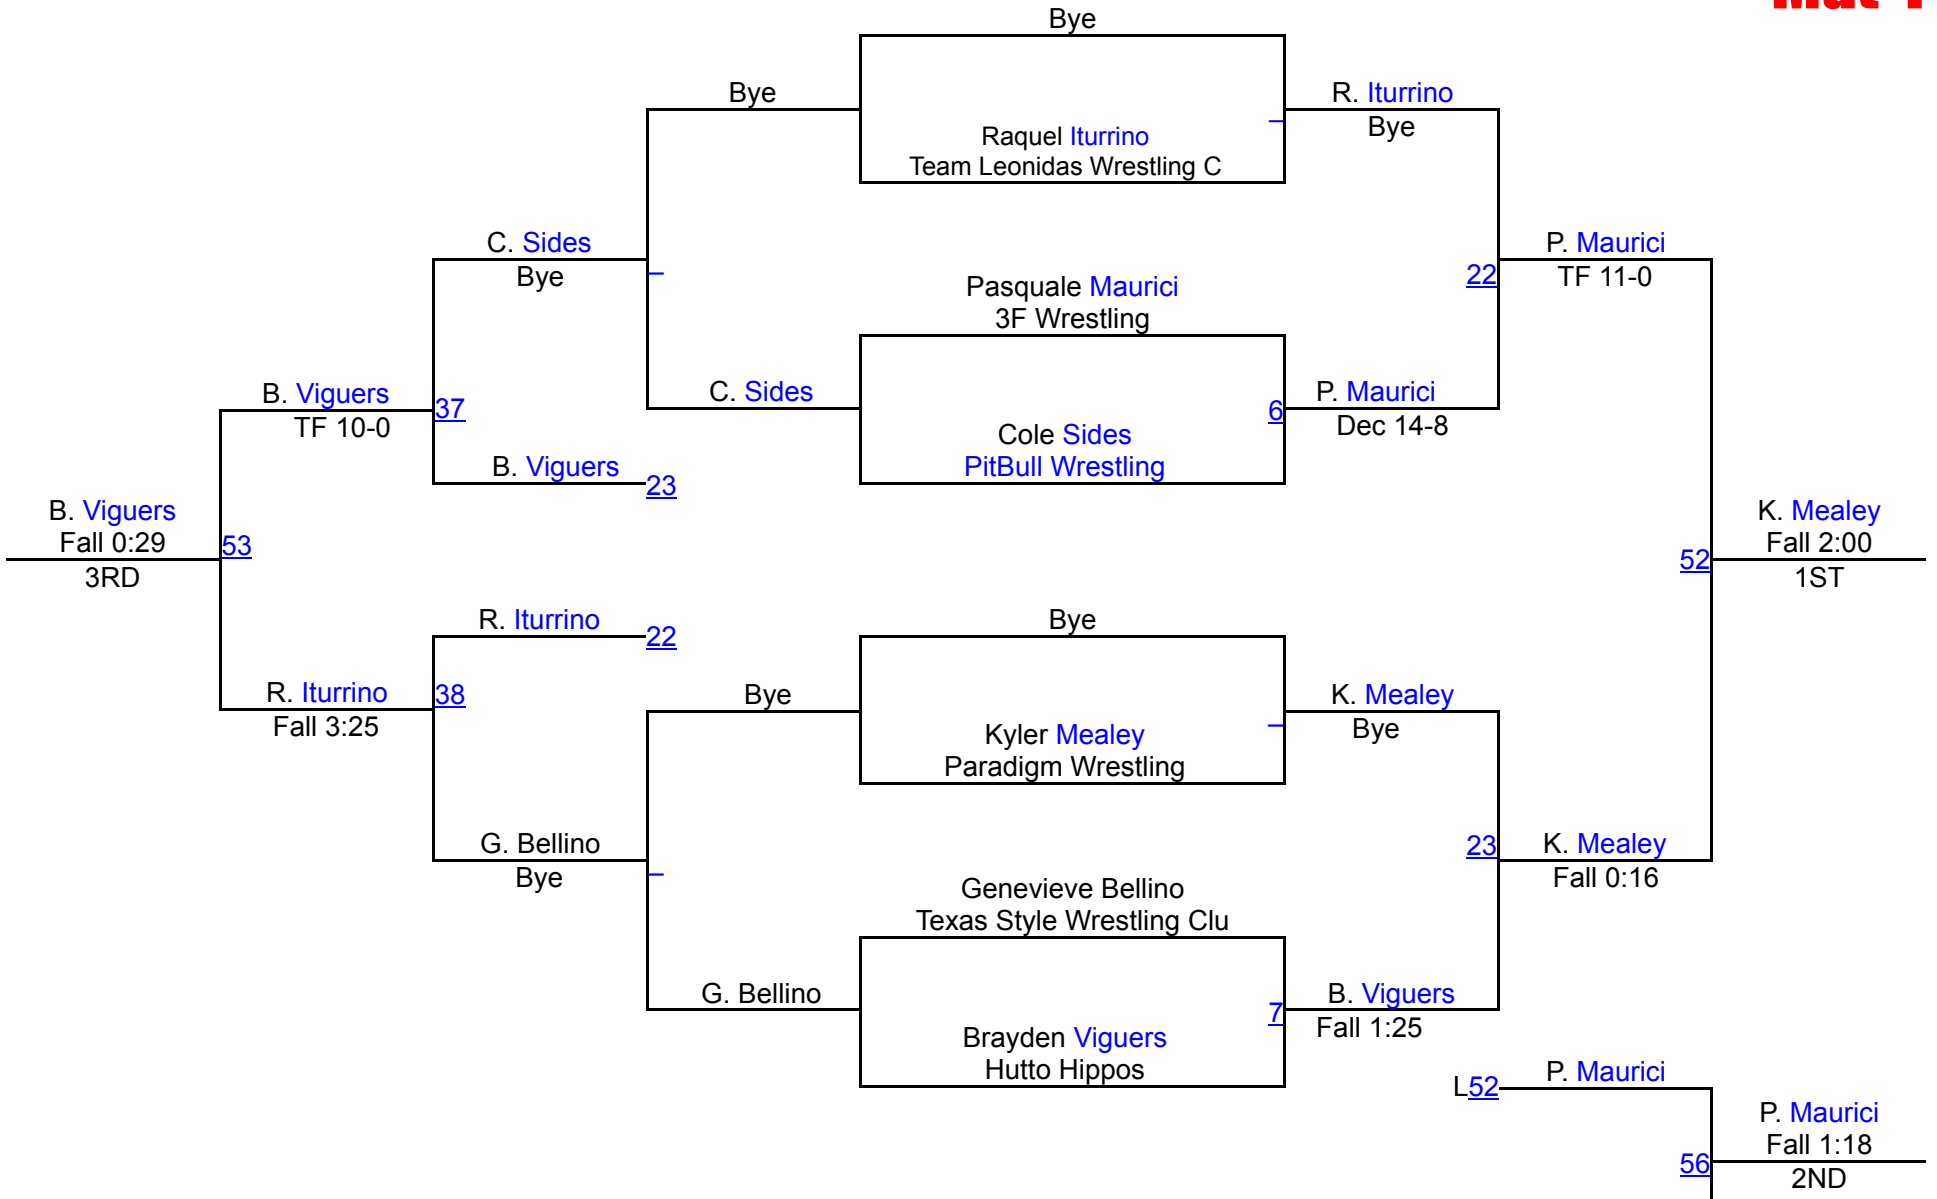 Bye
Bye
R. Iturrino
Bye
Raquel Iturrino
Team Leonidas Wrestling C
C. Sides
Bye
P. Maurici
TF 11-0
22
Pasquale Maurici
3F Wrestling
B. Viguers
TF 10-0
37
C. Sides
6
P. Maurici
Dec 14-8
Cole Sides
PitBull Wrestling
B. Viguers
23
B. Viguers
Fall 0:29
3RD
53
K. Mealey
Fall 2:00
1ST
52
R. Iturrino
22
Bye
R. Iturrino
Fall 3:25
38
Bye
K. Mealey
Bye
Kyler Mealey
Paradigm Wrestling
G. Bellino
Bye
23
K. Mealey
Fall 0:16
Genevieve Bellino
Texas Style Wrestling Clu
G. Bellino
7
B. Viguers
Fall 1:25
Brayden Viguers
Hutto Hippos
L52
P. Maurici
P. Maurici
Fall 1:18
2ND
56